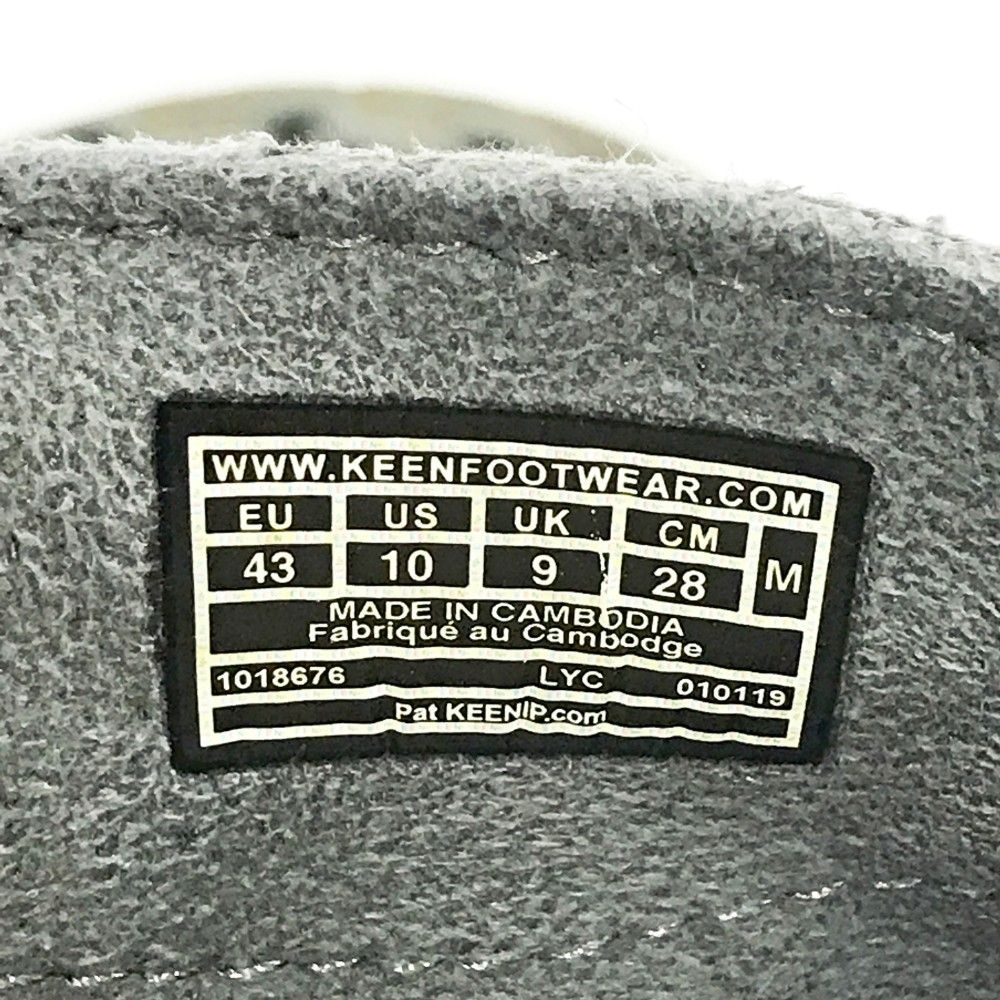 WWW.KEENFOOTWEAR.COM
EU US UK CM M
43 10 9 28
MADE IN CAMBODIA
Fabriqué au Cambodge
1018676 LYC 010119
Pat KEENIP.com